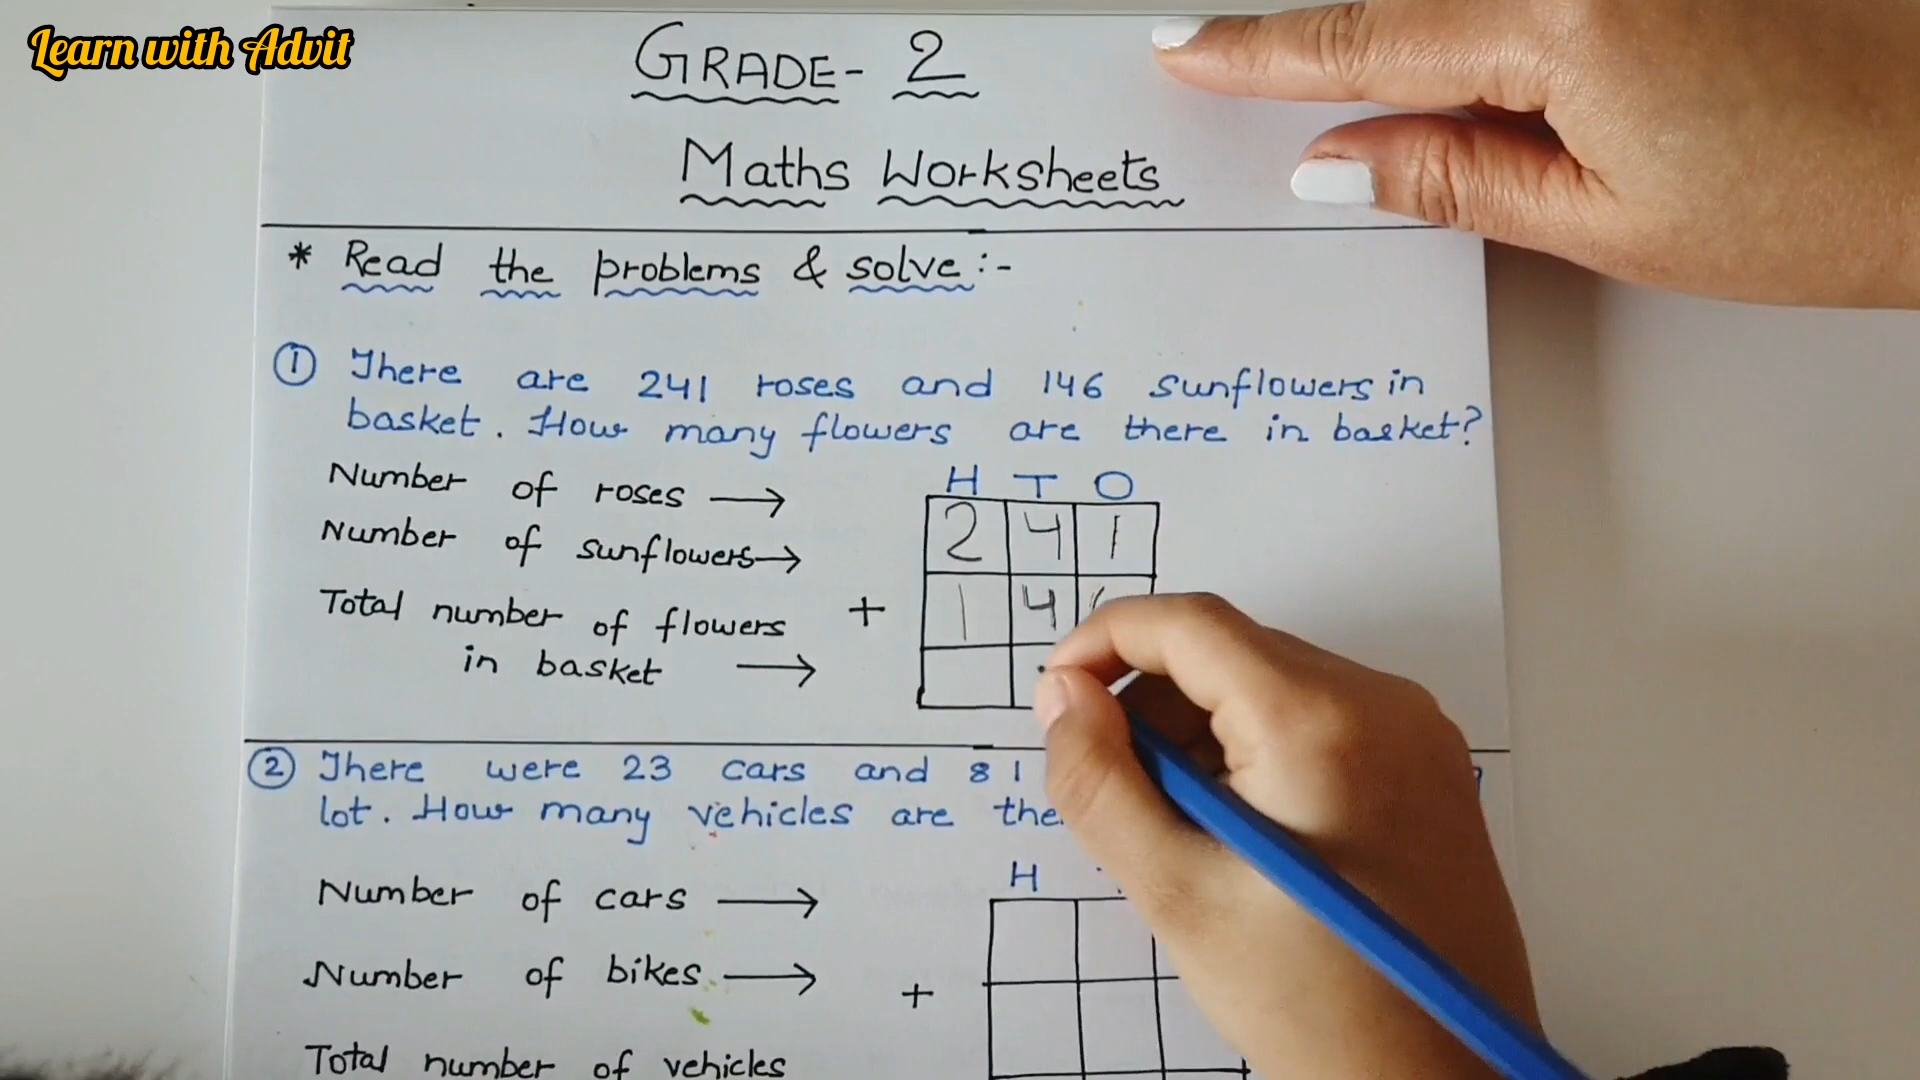 Learn with Advit
GRADE- 2
Maths Worksheets
* Read the problems & solve:-
① There are 241 roses and 146 sunflowers in
basket. How many flowers are there in basket?
H T O
Number of roses → 2 4 1
Number of sunflowers→
+ 1 4
Total number of flowers
in basket →
② There were 23 cars and 81
lot. How many vehicles are
H
Number of cars →
Number of bikes →
+
Total number of vehicles